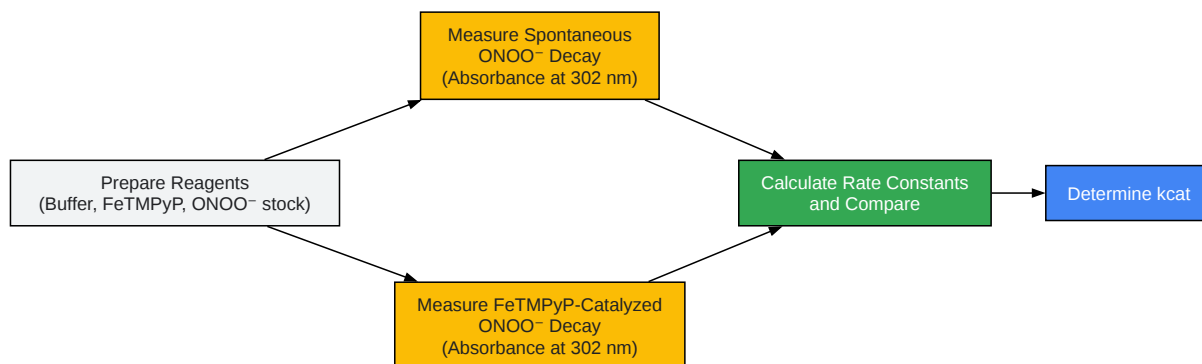 Measure Spontaneous
ONOO⁻ Decay
(Absorbance at 302 nm)
Prepare Reagents
(Buffer, FeTMPyP, ONOO⁻ stock)
Measure FeTMPyP-Catalyzed
ONOO⁻ Decay
(Absorbance at 302 nm)
Calculate Rate Constants
and Compare
Determine kcat